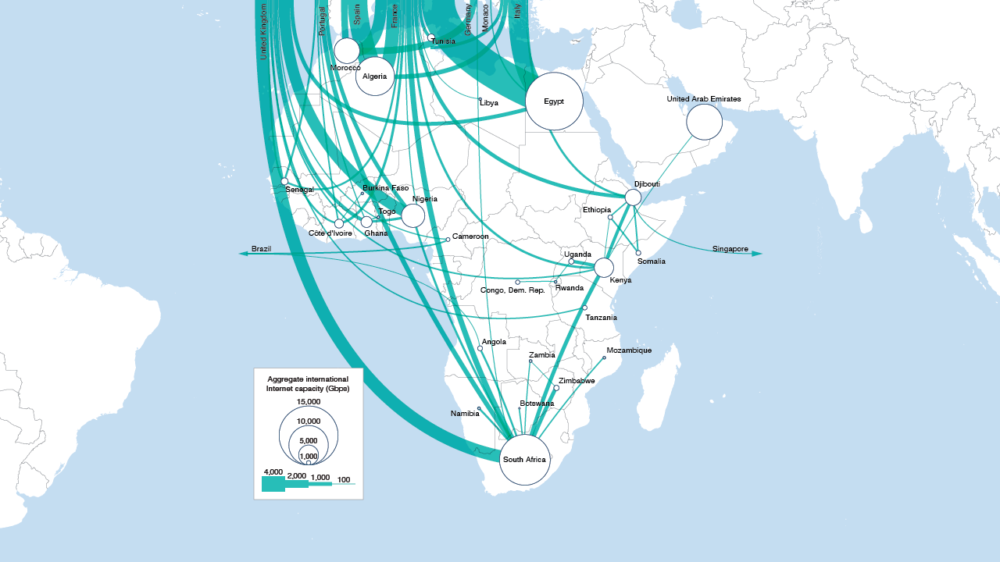 United Kingdom
Portugal
Spain
France
Germany
Monaco
Italy
Tunisia
Morocco
Algeria
Egypt
Libya
United Arab Emirates
Senegal
Burkina Faso
Djibouti
Nigeria
Togo
Ethiopia
Côte d'Ivoire
Ghana
Cameroon
Brazil
Singapore
Uganda
Somalia
Kenya
Congo, Dem. Rep.
Rwanda
Tanzania
Angola
Zambia
Mozambique
Zimbabwe
Botswana
Namibia
South Africa
Aggregate international
Internet capacity (Gbps)
15,000
10,000
5,000
1,000
4,000 2,000 1,000 100